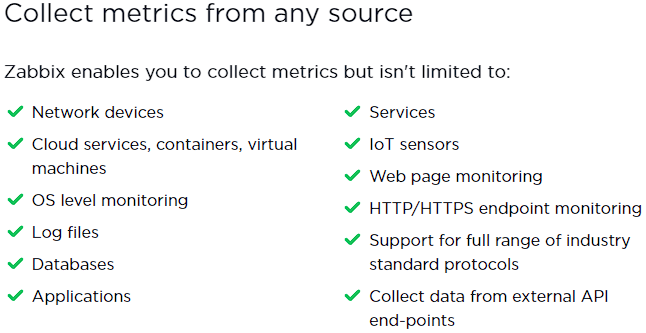 Collect metrics from any source
Zabbix enables you to collect metrics but isn't limited to:
Network devices
Cloud services, containers, virtual
machines
OS level monitoring
Log files
Databases
Applications
Services
IoT sensors
Web page monitoring
HTTP/HTTPS endpoint monitoring
Support for full range of industry
standard protocols
Collect data from external API
end-points